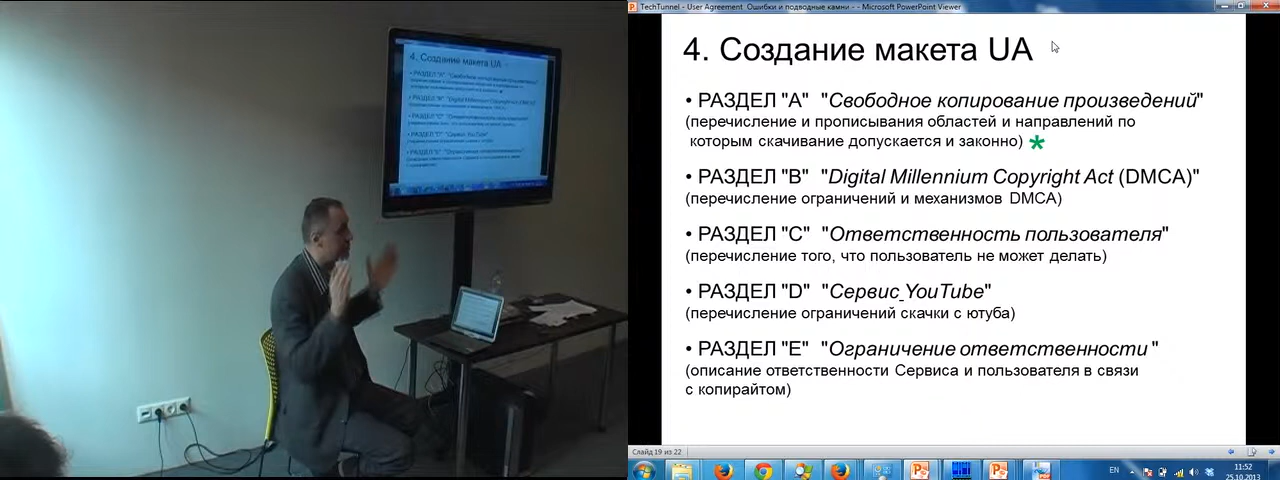 TechTunnel - User Agreement Ошибки и подводные камни - - Microsoft PowerPoint Viewer
4. Создание макета UA
• РАЗДЕЛ "A" "Свободное копирование произведений"
(перечисление и прописывания областей и направлений по
которым скачивание допускается и законно) *
• РАЗДЕЛ "B" "Digital Millennium Copyright Act (DMCA)"
(перечисление ограничений и механизмов DMCA)
• РАЗДЕЛ "C" "Ответственность пользователя"
(перечисление того, что пользователь не может делать)
• РАЗДЕЛ "D" "Сервис YouTube"
(перечисление ограничений скачки с ютуба)
• РАЗДЕЛ "E" "Ограничение ответственности "
(описание ответственности Сервиса и пользователя в связи
с копирайтом)
Слайд 19 из 22
EN
11:52
25.10.2013
4. Создание макета UA